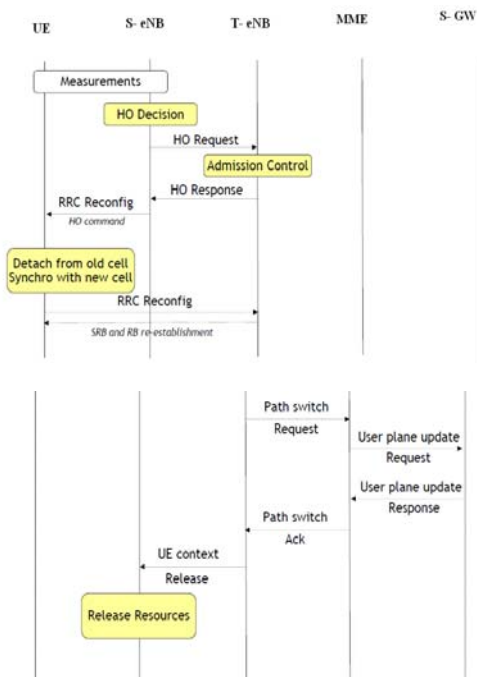 UE S- eNB T- eNB MME S- GW
Measurements
HO Decision
HO Request
Admission Control
HO Response
RRC Reconfig
HO command
Detach from old cell
Synchro with new cell
RRC Reconfig
SRB and RB re-establishment
Path switch
Request
User plane update
Request
User plane update
Response
Path switch
Ack
UE context
Release
Release Resources